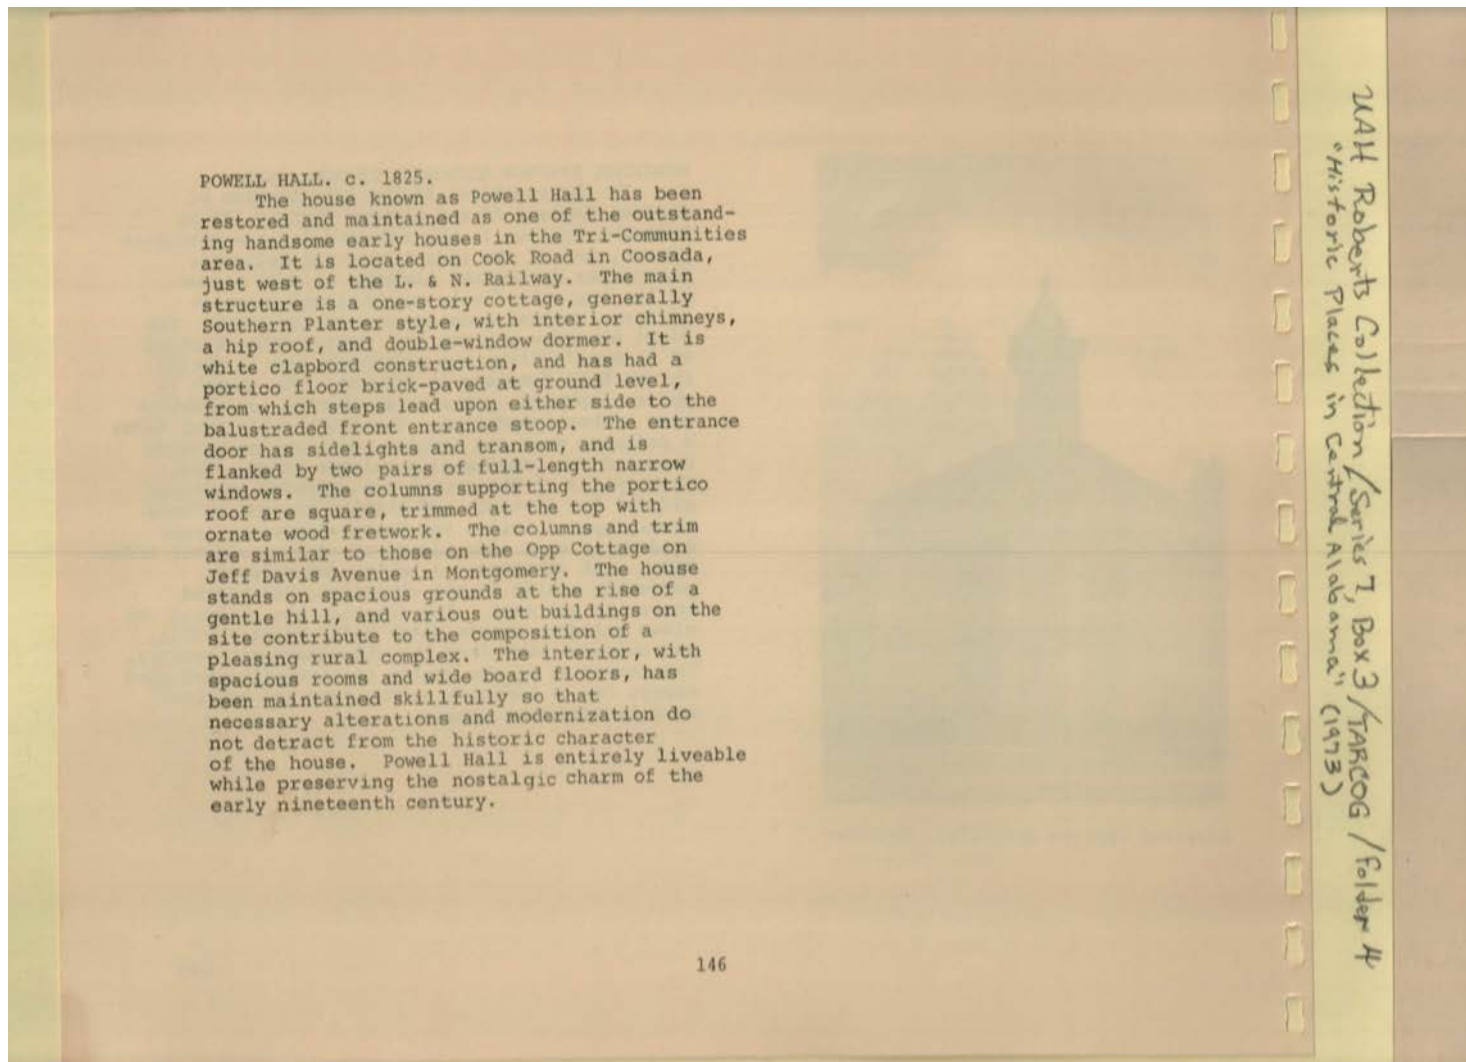 POWELL HALL. c. 1825.
The house known as Powell Hall has been
restored and maintained as one of the outstand-
ing handsome early houses in the Tri-Communities
area. It is located on Cook Road in Coosada,
just west of the L. & N. Railway. The main
structure is a one-story cottage, generally
Southern Planter style, with interior chimneys,
a hip roof, and double-window dormer. It is
white clapbord construction, and has had a
portico floor brick-paved at ground level,
from which steps lead upon either side to the
balustraded front entrance stoop. The entrance
door has sidelights and transom, and is
flanked by two pairs of full-length narrow
windows. The columns supporting the portico
roof are square, trimmed at the top with
ornate wood fretwork. The columns and trim
are similar to those on the Opp Cottage on
Jeff Davis Avenue in Montgomery. The house
stands on spacious grounds at the rise of a
gentle hill, and various out buildings on the
site contribute to the composition of a
pleasing rural complex. The interior, with
spacious rooms and wide board floors, has
been maintained skillfully so that
necessary alterations and modernization do
not detract from the historic character
of the house. Powell Hall is entirely liveable
while preserving the nostalgic charm of the
early nineteenth century.
146
UAH Roberts Collection/Series 7, Box 3/TARCOG/Folder 4
"Historic Places in Central Alabama" (1973)